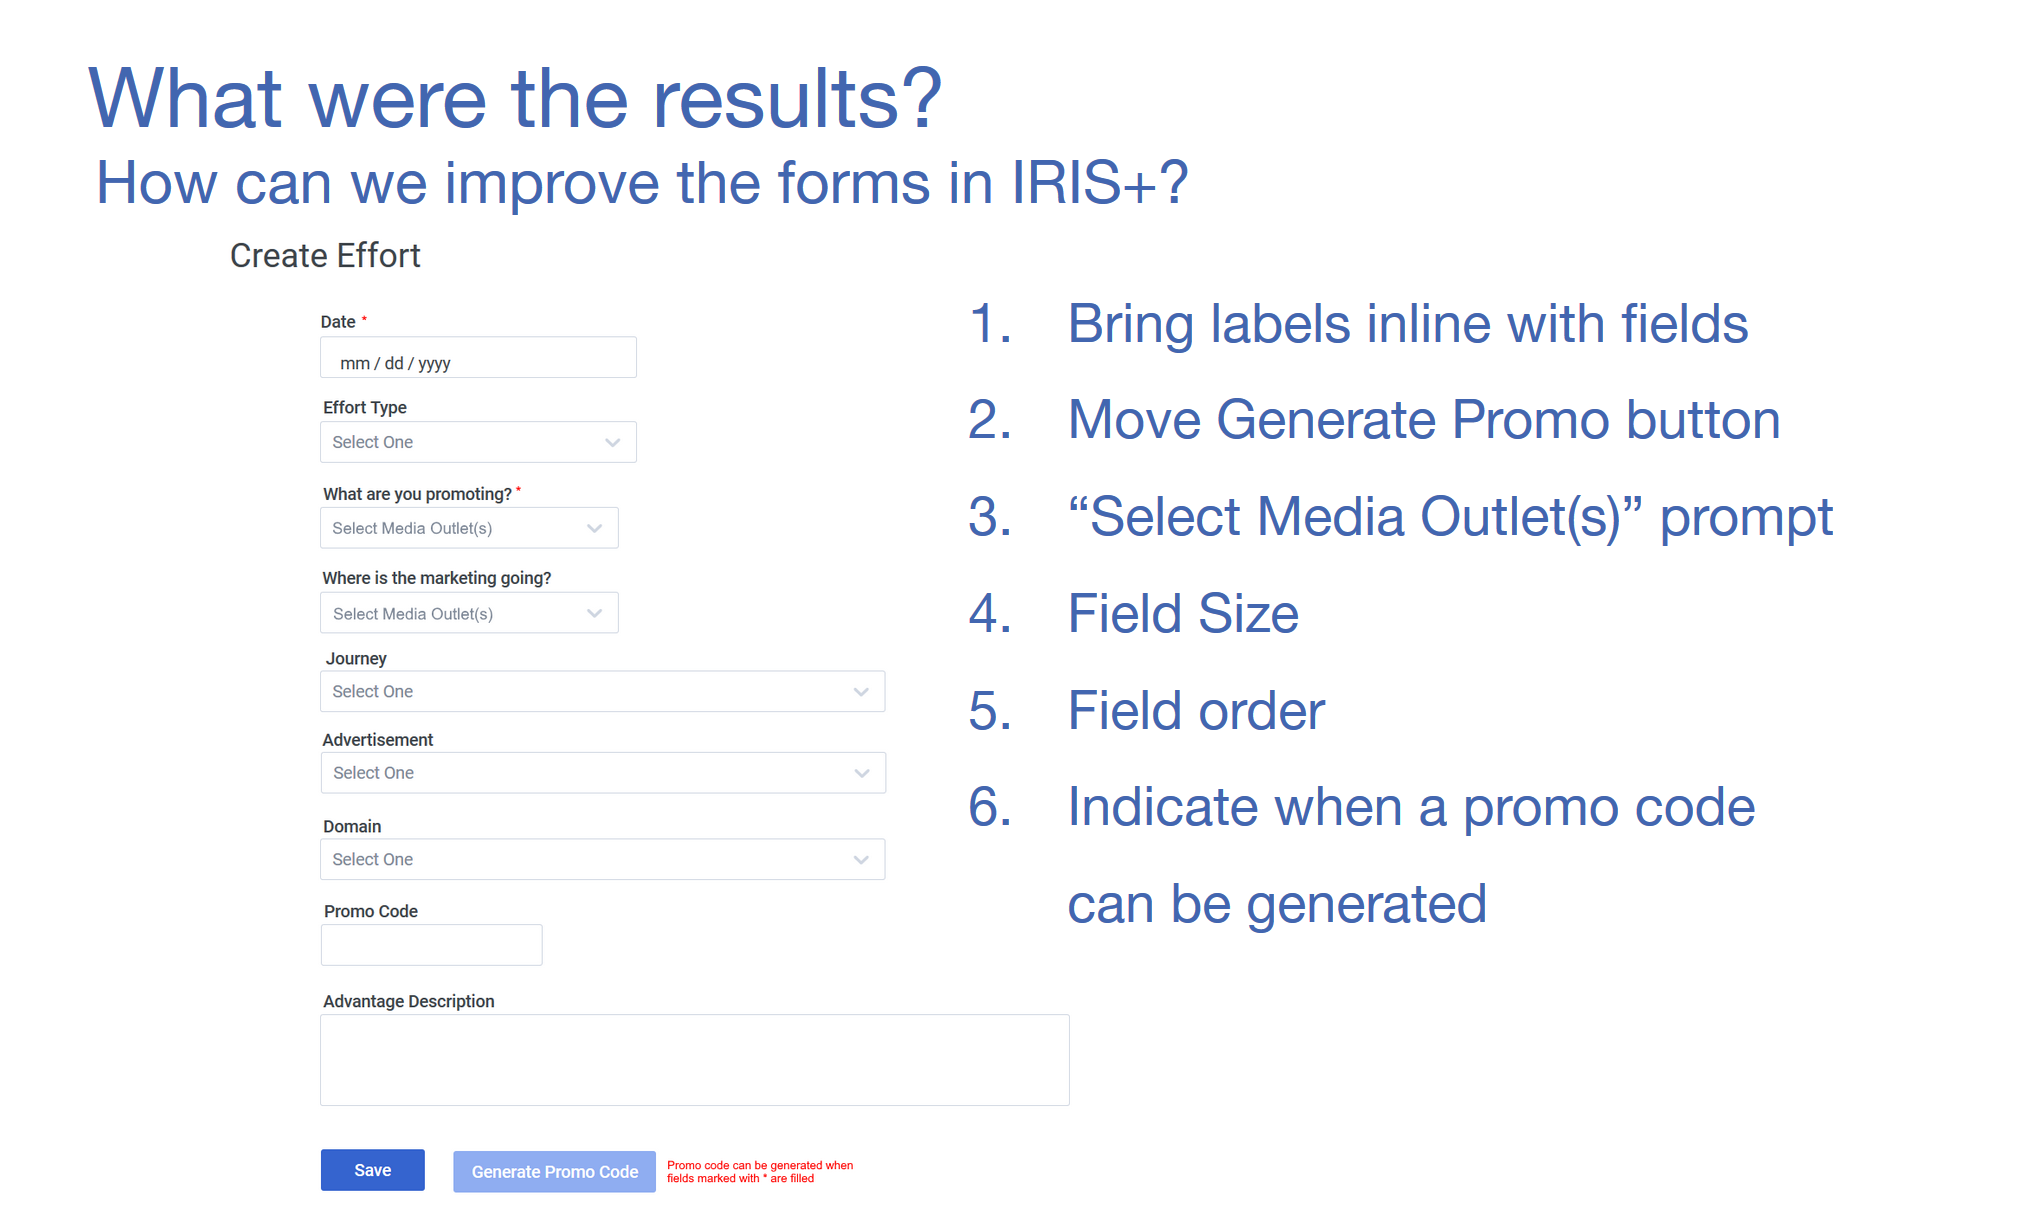 What were the results?
How can we improve the forms in IRIS+?
Create Effort
Date *
mm / dd / yyyy
Effort Type
Select One
What are you promoting? *
Select Media Outlet(s)
Where is the marketing going?
Select Media Outlet(s)
Journey
Select One
Advertisement
Select One
Domain
Select One
Promo Code
Advantage Description
Save
Generate Promo Code
Promo code can be generated when
fields marked with * are filled
1. Bring labels inline with fields
2. Move Generate Promo button
3. “Select Media Outlet(s)” prompt
4. Field Size
5. Field order
6. Indicate when a promo code
can be generated